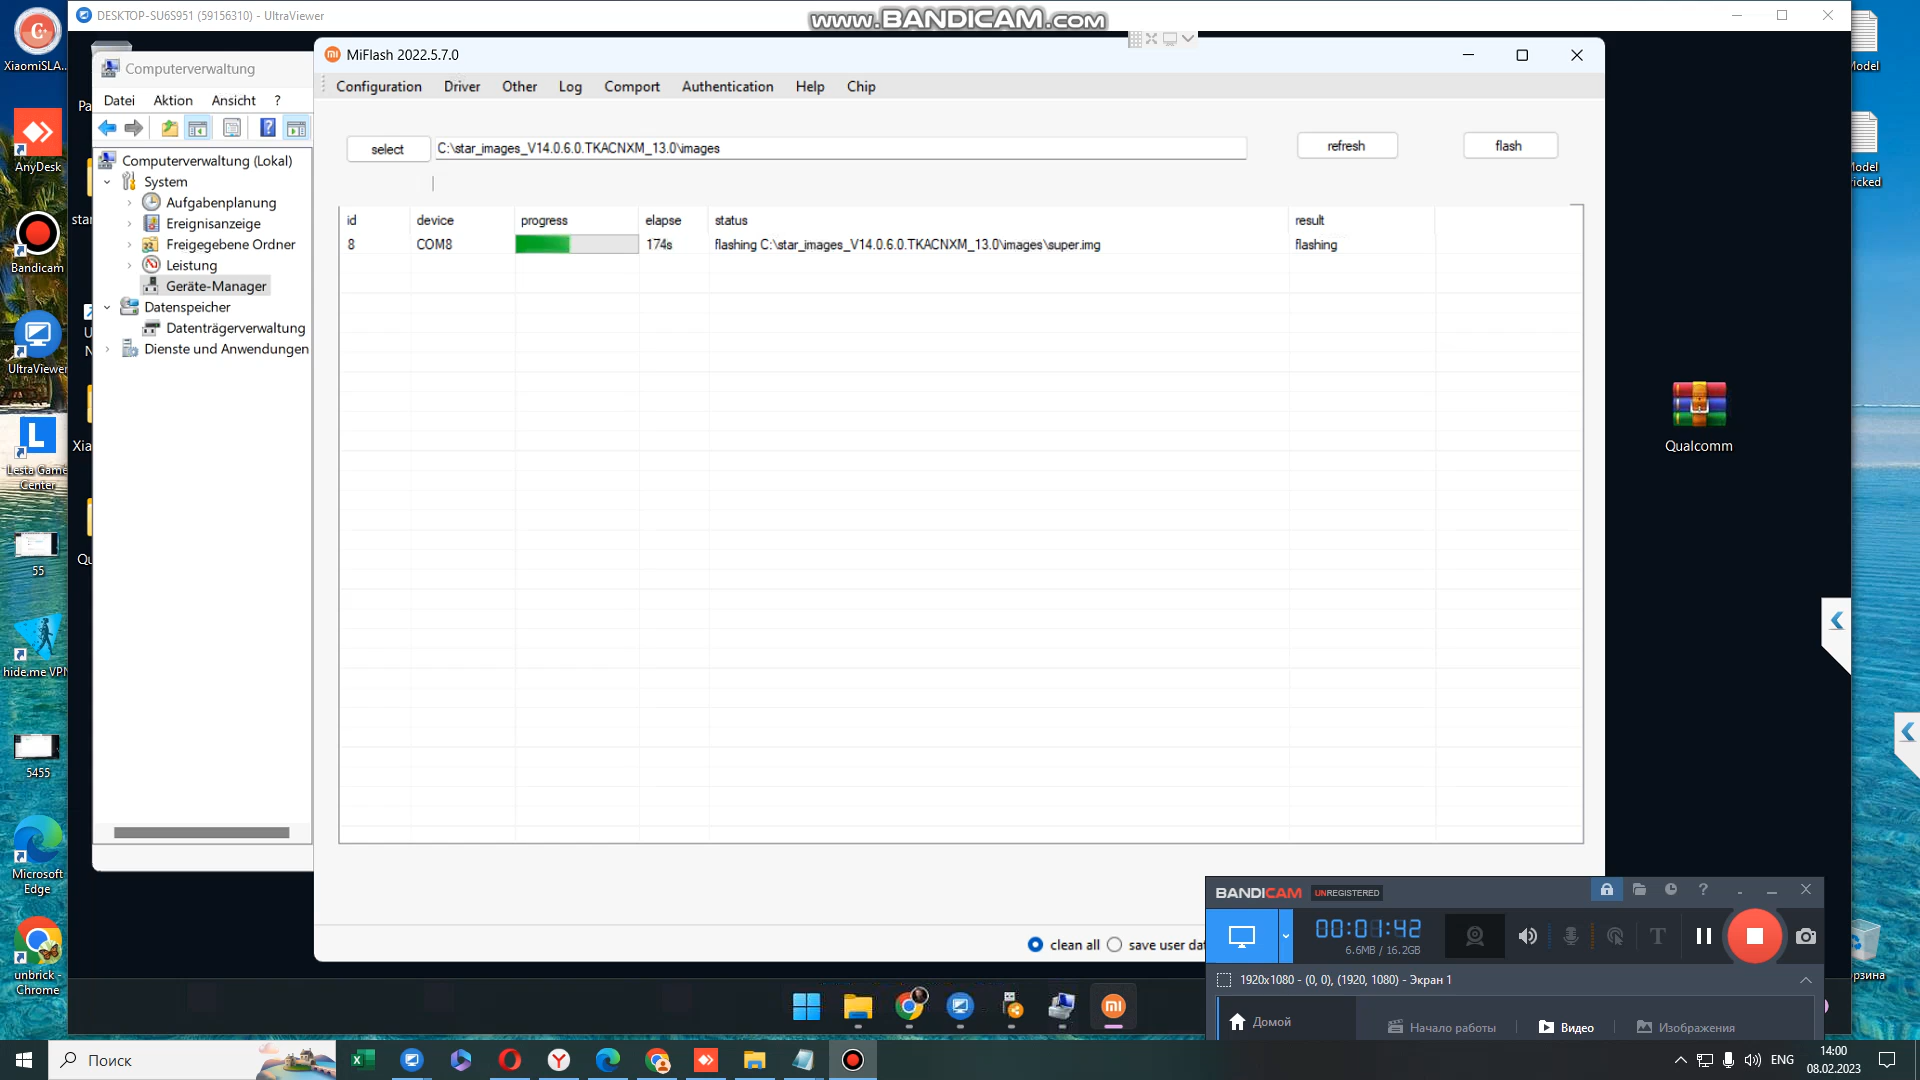 DESKTOP-SU6S951 (59156310) - UltraViewer
www.BANDICAM.com
XiaomiSLA...
AnyDesk
Bandicam
UltraViewer
Lesta Game
Center
55
hide.me VPN
5455
Microsoft
Edge
unbrick -
Chrome
Computerverwaltung
Datei
Aktion
Ansicht
?
Computerverwaltung (Lokal)
System
Aufgabenplanung
Ereignisanzeige
Freigegebene Ordner
Leistung
Geräte-Manager
Datenspeicher
Datenträgerverwaltung
Dienste und Anwendungen
MiFlash 2022.5.7.0
Configuration
Driver
Other
Log
Comport
Authentication
Help
Chip
select
C:\star_images_V14.0.6.0.TKACNXM_13.0\images
refresh
flash
id
device
progress
elapse
status
result
8
COM8
174s
flashing C:\star_images_V14.0.6.0.TKACNXM_13.0\images\super.img
flashing
clean all
save user dat
Qualcomm
BANDICAM
UNREGISTERED
00:01:42
6.6MB / 16.2GB
1920x1080 - (0, 0), (1920, 1080) - Экран 1
Домой
Начало работы
Видео
Изображения
Поиск
ENG
14:00
08.02.2023